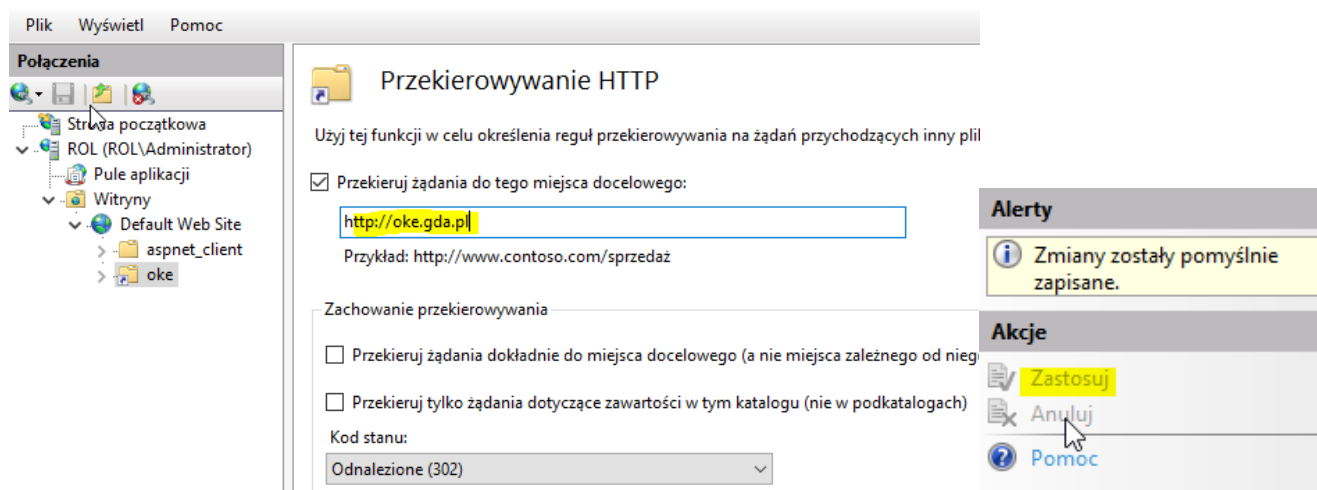 Plik Wyświetl Pomoc
Połączenia
Strona początkowa
ROL (ROL\Administrator)
Pule aplikacji
Witryny
Default Web Site
aspnet_client
oke
Przekierowywanie HTTP
Użyj tej funkcji w celu określenia reguł przekierowywania na żądań przychodzących inny plik
Przekieruj żądania do tego miejsca docelowego:
http://oke.gda.pl
Przykład: http://www.contoso.com/sprzedaż
Zachowanie przekierowywania
Przekieruj żądania dokładnie do miejsca docelowego (a nie miejsca zależnego od nieg
Przekieruj tylko żądania dotyczące zawartości w tym katalogu (nie w podkatalogach)
Kod stanu:
Odnalezione (302)
Alerty
Zmiany zostały pomyślnie
zapisane.
Akcje
Zastosuj
Anuluj
Pomoc